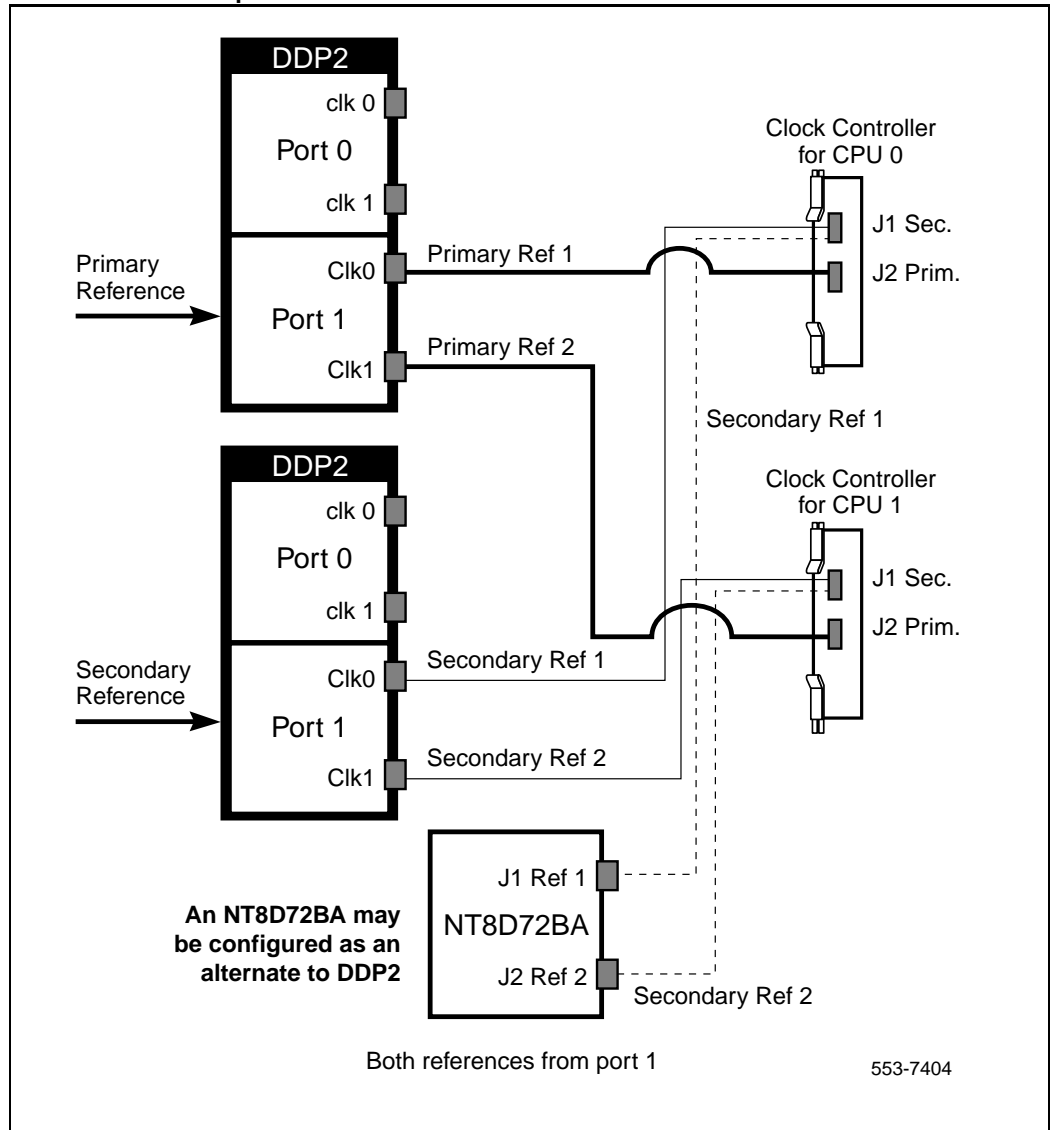 DDP2
clk 0
Port 0
clk 1
Primary
Reference
Clk0
Port 1
Clk1
Primary Ref 1
Primary Ref 2
Clock Controller
for CPU 0
J1 Sec.
J2 Prim.
Secondary Ref 1
DDP2
clk 0
Port 0
clk 1
Secondary
Reference
Clk0
Port 1
Clk1
Secondary Ref 1
Secondary Ref 2
Clock Controller
for CPU 1
J1 Sec.
J2 Prim.
An NT8D72BA may
be configured as an
alternate to DDP2
J1 Ref 1
NT8D72BA
J2 Ref 2
Secondary Ref 2
Both references from port 1
553-7404